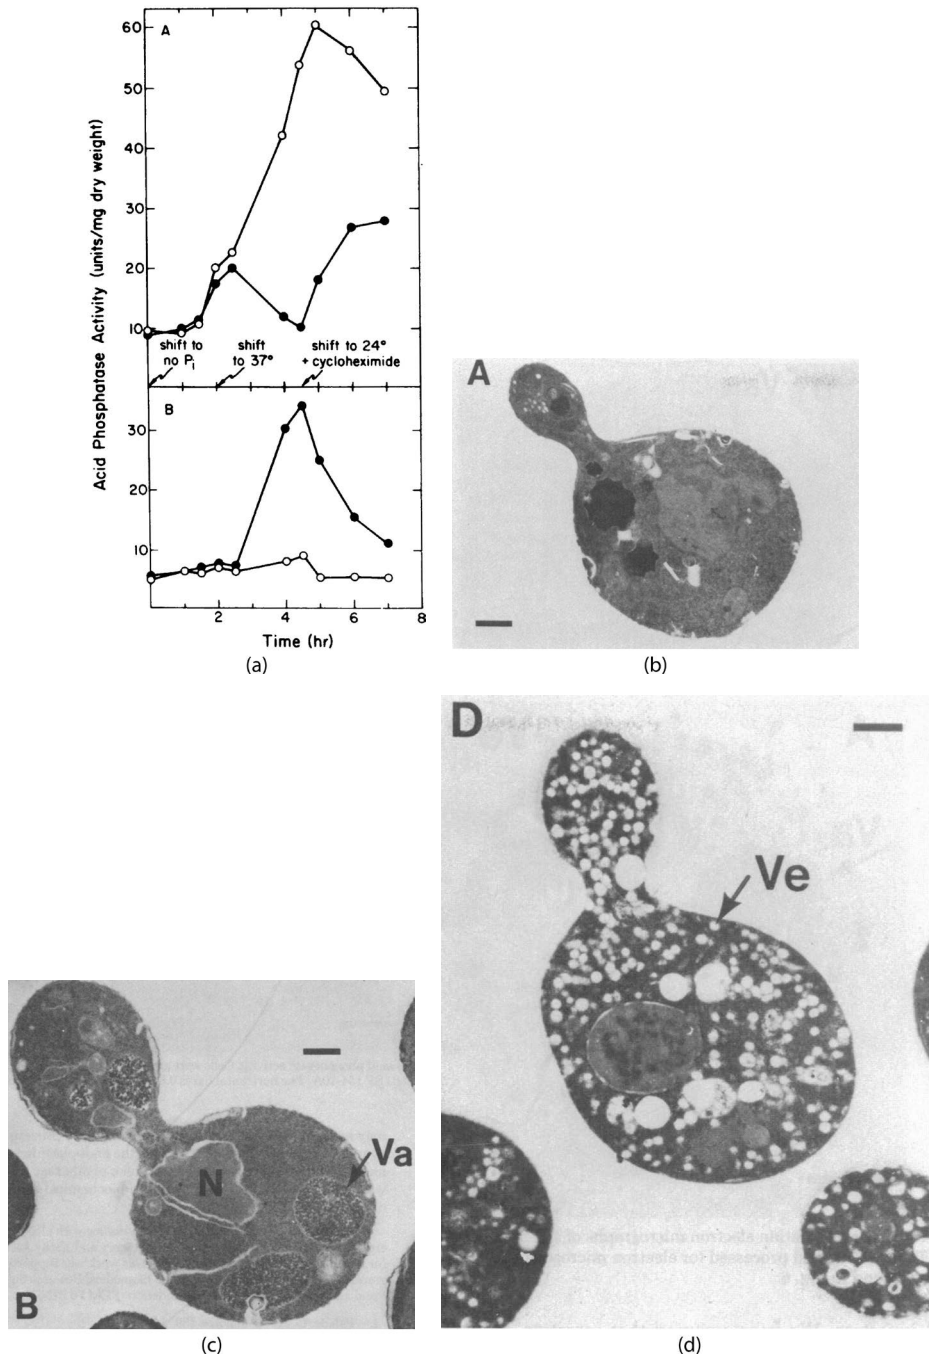 A
60
50
40
30
20
10
shift to no Pi
shift to 37°
shift to 24° + cycloheximide
B
30
20
10
0 2 4 6 8
Time (hr)
Acid Phosphatase Activity (units/mg dry weight)
(a)
A
(b)
B
N
Va
(c)
D
Ve
(d)